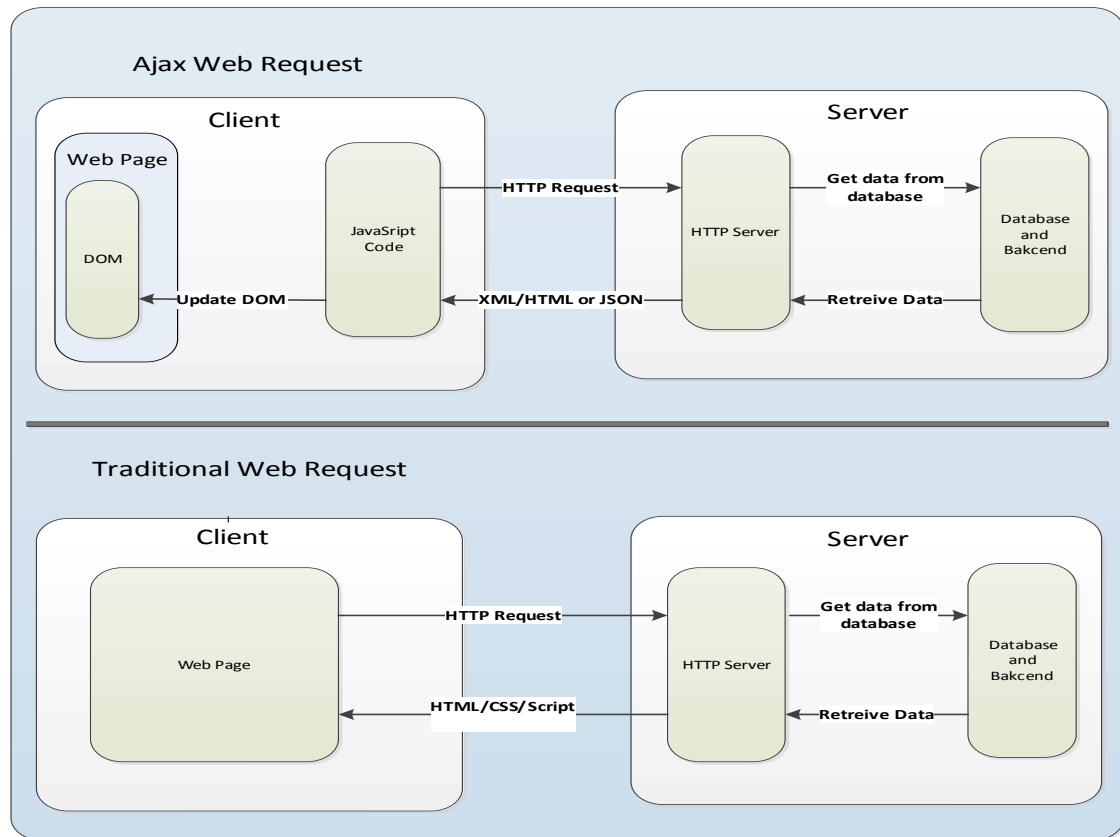 Ajax Web Request
Client
Server
Web Page
DOM
JavaSript
Code
HTTP Request
HTTP Server
Get data from
database
Database
and
Bakcend
Update DOM
XML/HTML or JSON
Retreive Data
Traditional Web Request
Client
Server
Web Page
HTTP Request
HTTP Server
Get data from
database
Database
and
Bakcend
HTML/CSS/Script
Retreive Data